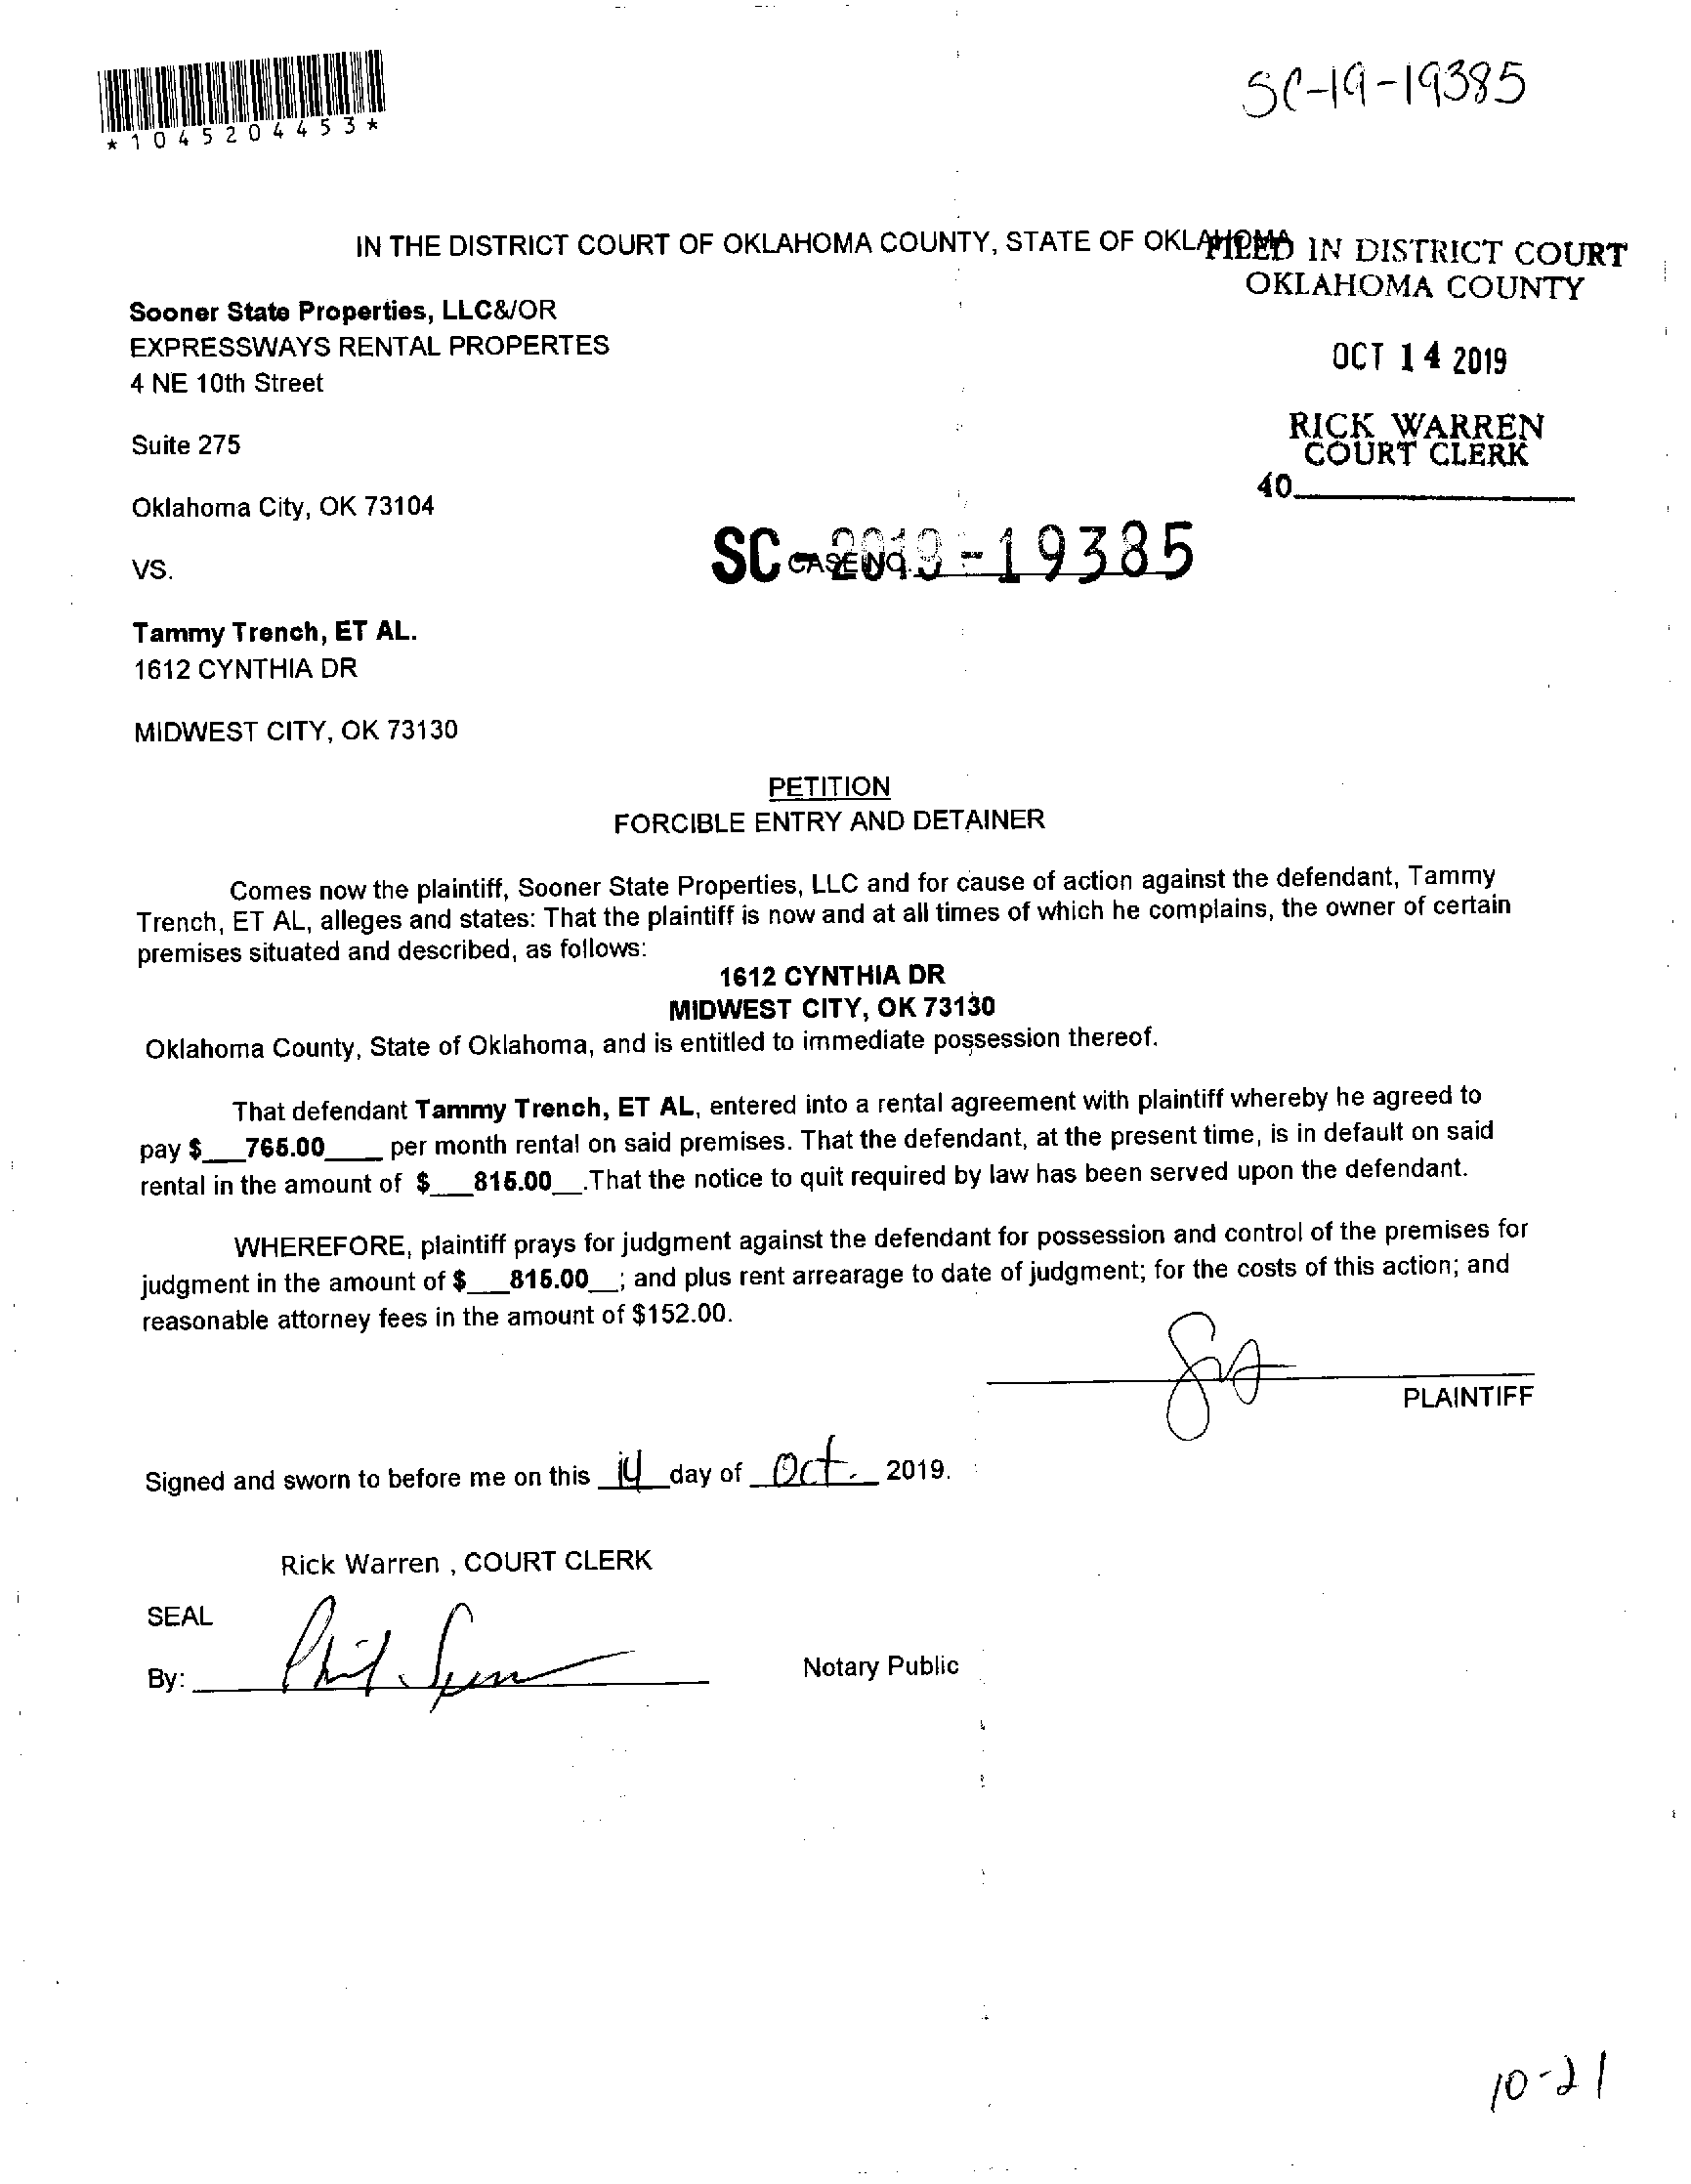 *1045204453*
SC-19-19385
IN THE DISTRICT COURT OF OKLAHOMA COUNTY, STATE OF OKLAHOMA
FILED IN DISTRICT COURT
OKLAHOMA COUNTY
Sooner State Properties, LLC&/OR
EXPRESSWAYS RENTAL PROPERTES
4 NE 10th Street
OCT 14 2019
Suite 275
RICK WARREN
COURT CLERK
40
Oklahoma City, OK 73104
VS.
CASE NO. SC-2019-19385
Tammy Trench, ET AL.
1612 CYNTHIA DR
MIDWEST CITY, OK 73130
PETITION
FORCIBLE ENTRY AND DETAINER
Comes now the plaintiff, Sooner State Properties, LLC and for cause of action against the defendant, Tammy
Trench, ET AL, alleges and states: That the plaintiff is now and at all times of which he complains, the owner of certain
premises situated and described, as follows:
1612 CYNTHIA DR
MIDWEST CITY, OK 73130
Oklahoma County, State of Oklahoma, and is entitled to immediate possession thereof.
That defendant Tammy Trench, ET AL, entered into a rental agreement with plaintiff whereby he agreed to
pay $___765.00____ per month rental on said premises. That the defendant, at the present time, is in default on said
rental in the amount of $___815.00__.That the notice to quit required by law has been served upon the defendant.
WHEREFORE, plaintiff prays for judgment against the defendant for possession and control of the premises for
judgment in the amount of $___815.00__; and plus rent arrearage to date of judgment; for the costs of this action; and
reasonable attorney fees in the amount of $152.00.
PLAINTIFF
Signed and sworn to before me on this 14 day of Oct. 2019.
Rick Warren , COURT CLERK
SEAL
By:
Notary Public
10-21